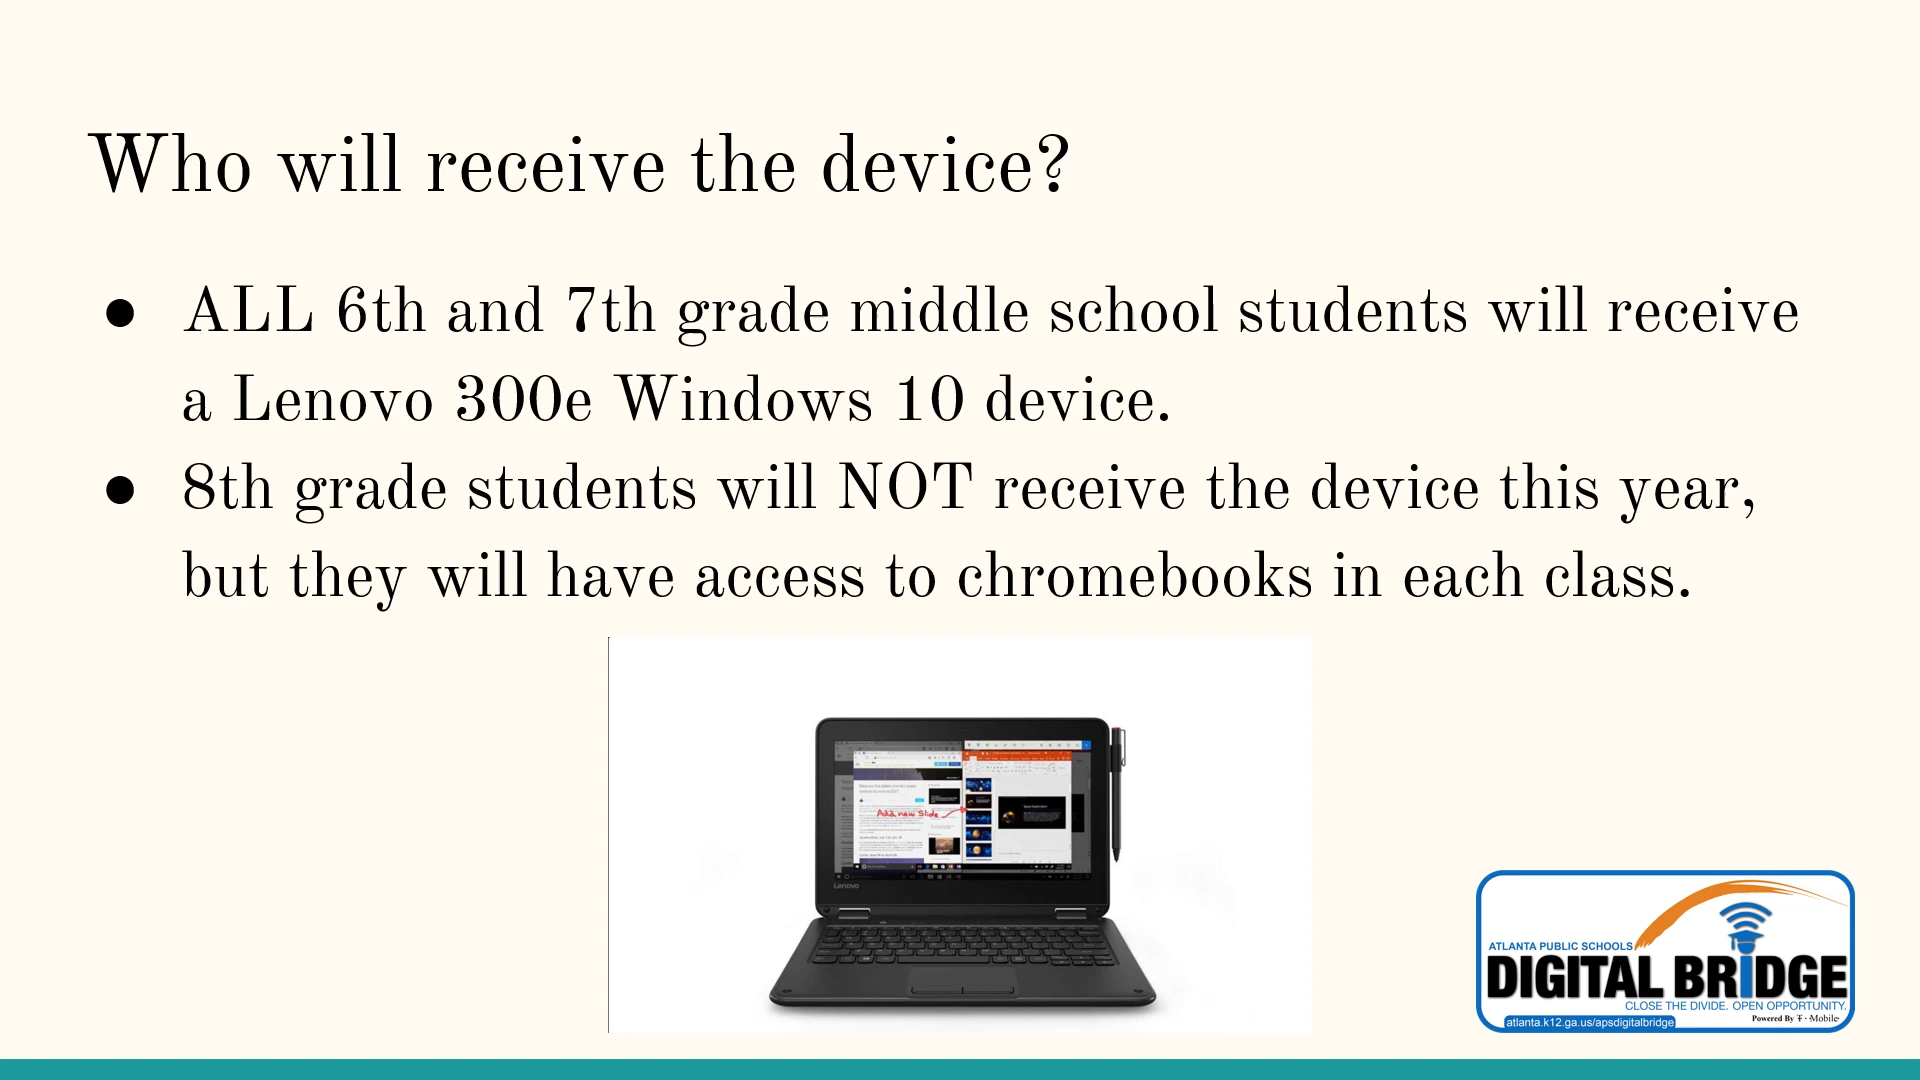 Who will receive the device?
● ALL 6th and 7th grade middle school students will receive
a Lenovo 300e Windows 10 device.
● 8th grade students will NOT receive the device this year,
but they will have access to chromebooks in each class.
Add new Slide
Lenovo
ATLANTA PUBLIC SCHOOLS
DIGITAL BRIDGE
CLOSE THE DIVIDE. OPEN OPPORTUNITY.
atlanta.k12.ga.us/apsdigitalbridge
Powered By T··Mobile·